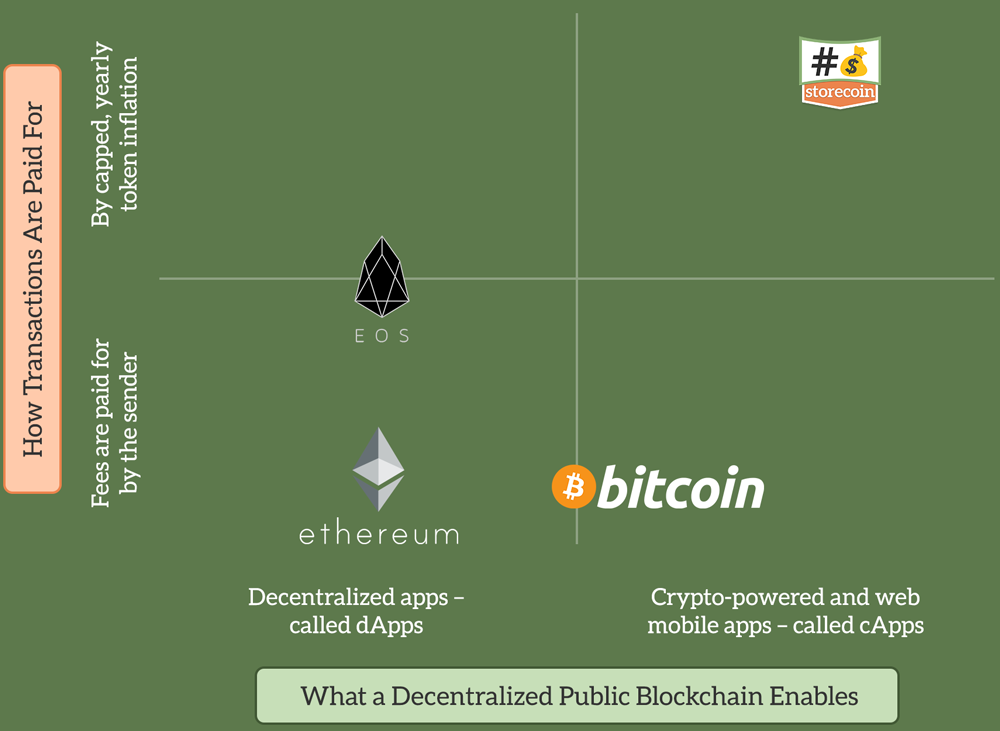 How Transactions Are Paid For
By capped, yearly
token inflation
Fees are paid for
by the sender
#$
storecoin
E O S
ethereum
bitcoin
Decentralized apps –
called dApps
Crypto-powered and web
mobile apps – called cApps
What a Decentralized Public Blockchain Enables